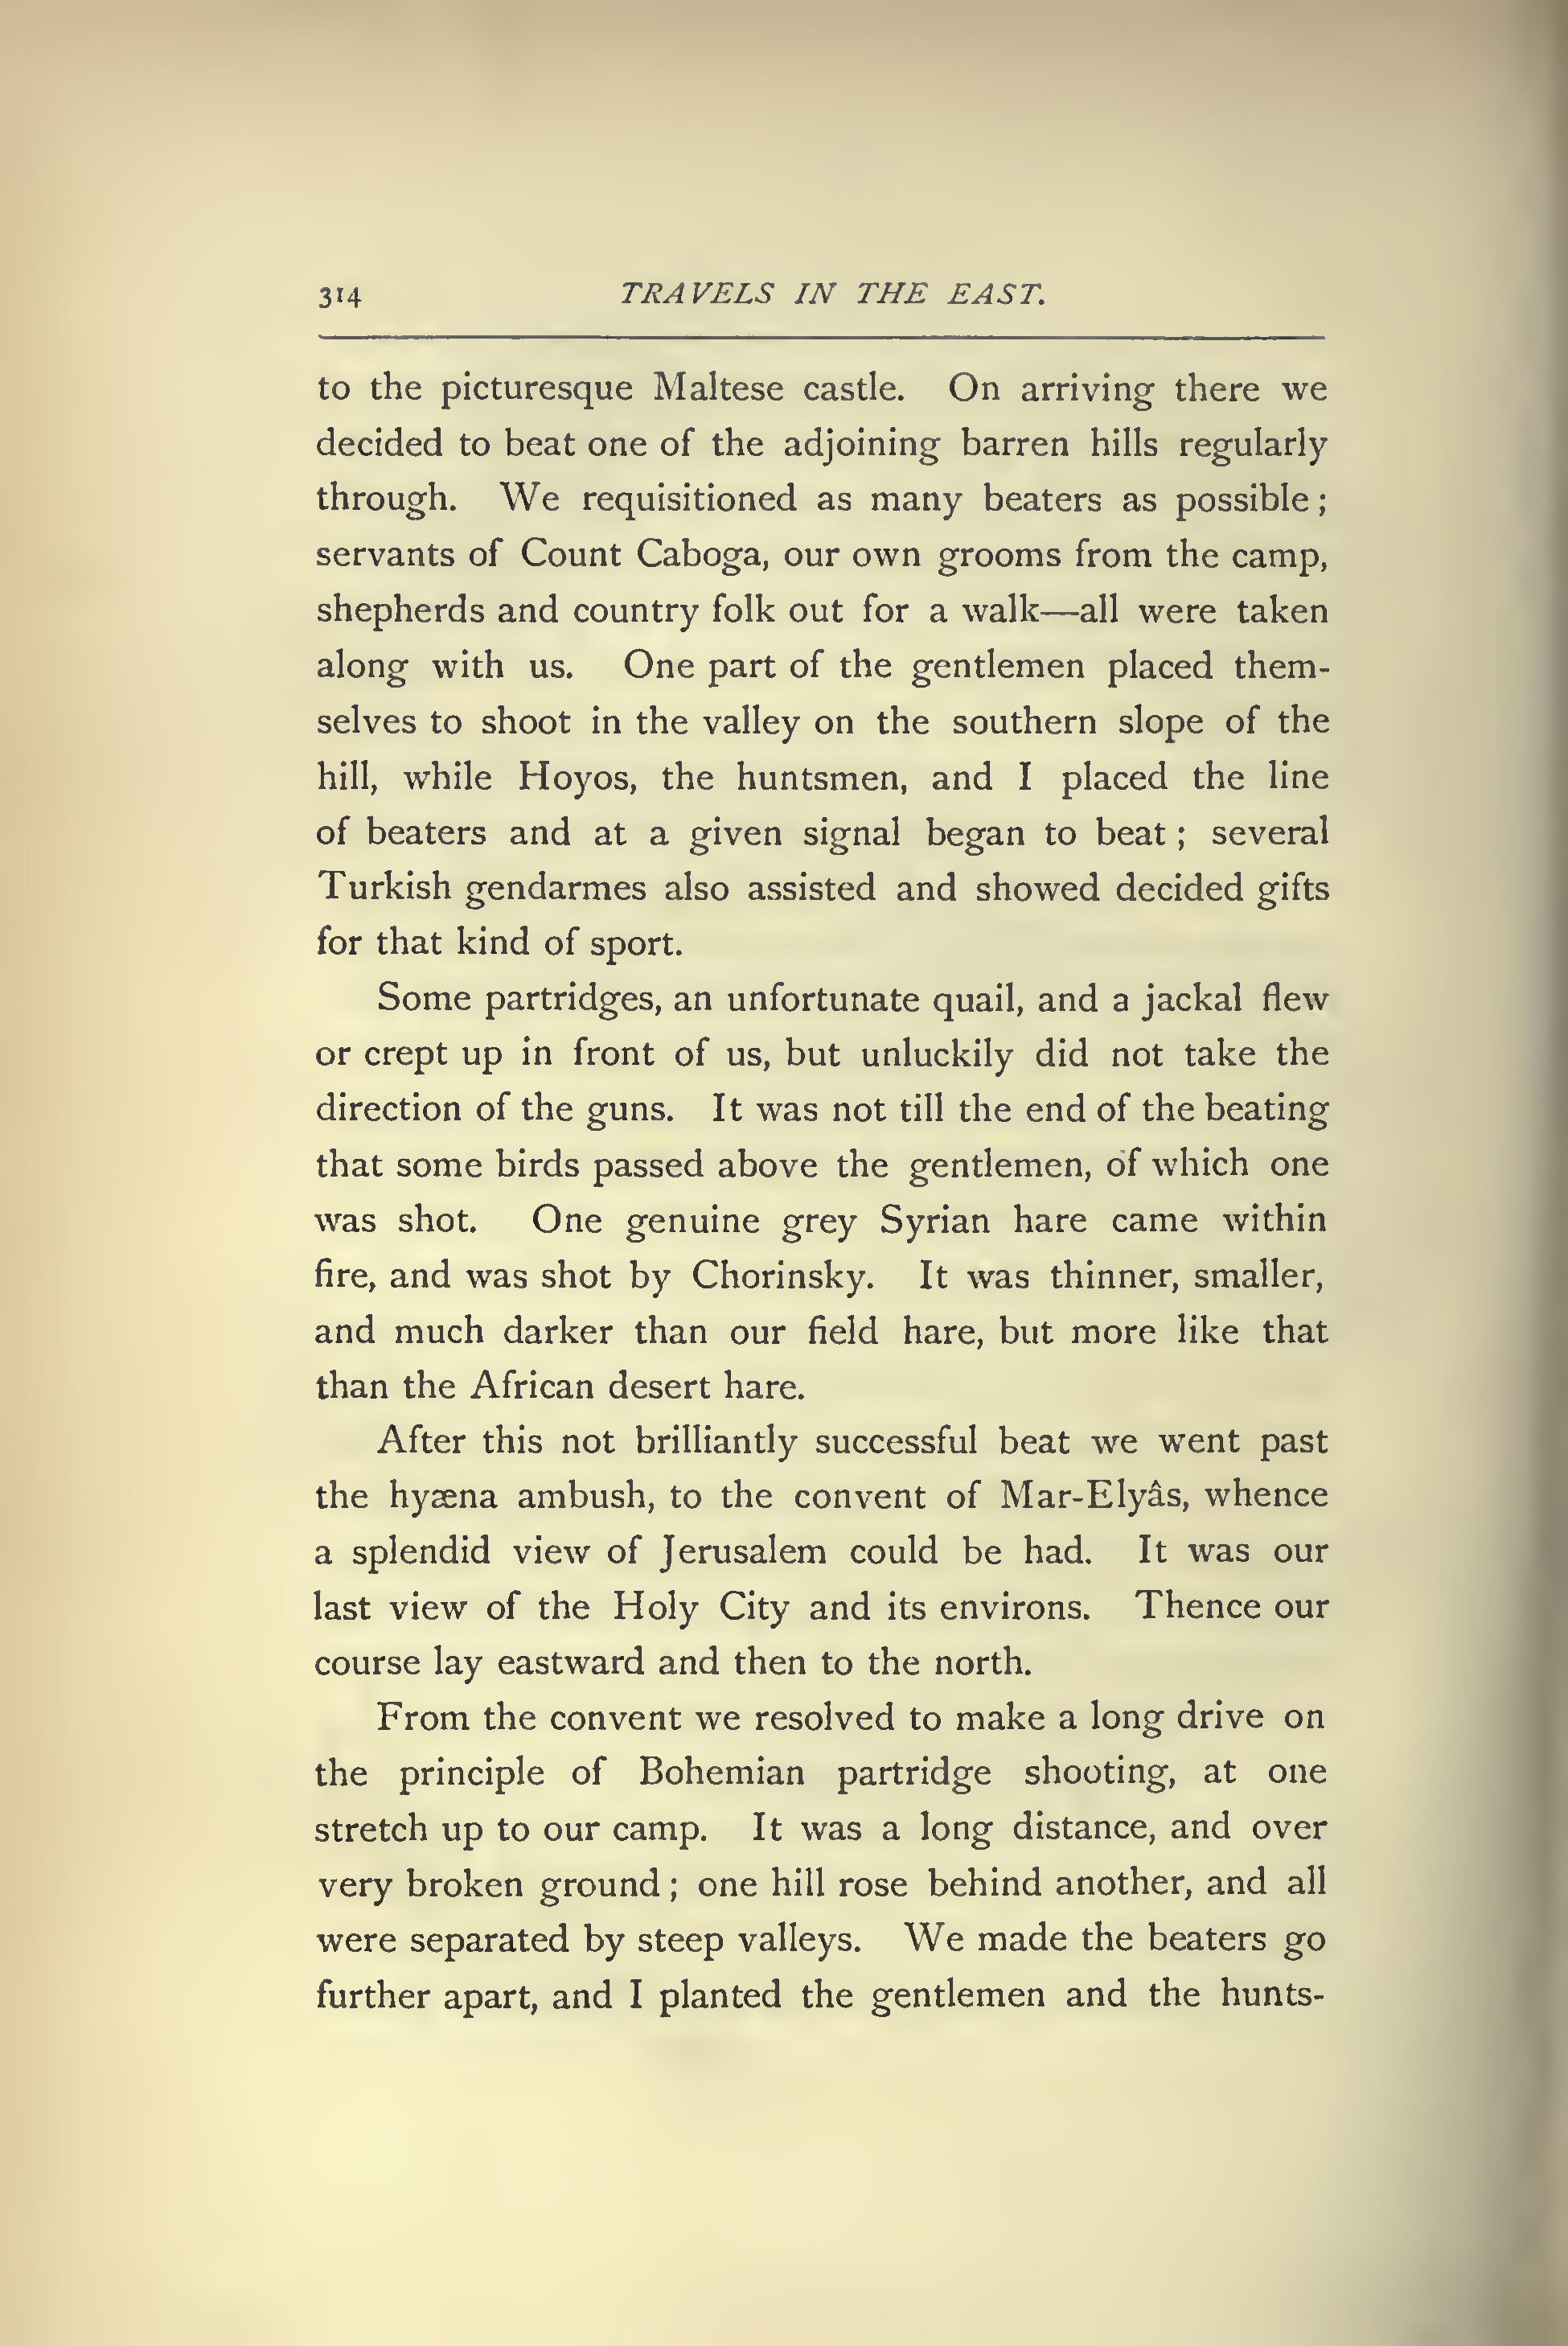 314 TRAVELS IN THE EAST.
to the picturesque Maltese castle. On arriving there we
decided to beat one of the adjoining barren hills regularly
through. We requisitioned as many beaters as possible ;
servants of Count Caboga, our own grooms from the camp,
shepherds and country folk out for a walk—all were taken
along with us. One part of the gentlemen placed them-
selves to shoot in the valley on the southern slope of the
hill, while Hoyos, the huntsmen, and I placed the line
of beaters and at a given signal began to beat ; several
Turkish gendarmes also assisted and showed decided gifts
for that kind of sport.
Some partridges, an unfortunate quail, and a jackal flew
or crept up in front of us, but unluckily did not take the
direction of the guns. It was not till the end of the beating
that some birds passed above the gentlemen, of which one
was shot. One genuine grey Syrian hare came within
fire, and was shot by Chorinsky. It was thinner, smaller,
and much darker than our field hare, but more like that
than the African desert hare.
After this not brilliantly successful beat we went past
the hyæna ambush, to the convent of Mar-Elyâs, whence
a splendid view of Jerusalem could be had. It was our
last view of the Holy City and its environs. Thence our
course lay eastward and then to the north.
From the convent we resolved to make a long drive on
the principle of Bohemian partridge shooting, at one
stretch up to our camp. It was a long distance, and over
very broken ground ; one hill rose behind another, and all
were separated by steep valleys. We made the beaters go
further apart, and I planted the gentlemen and the hunts-